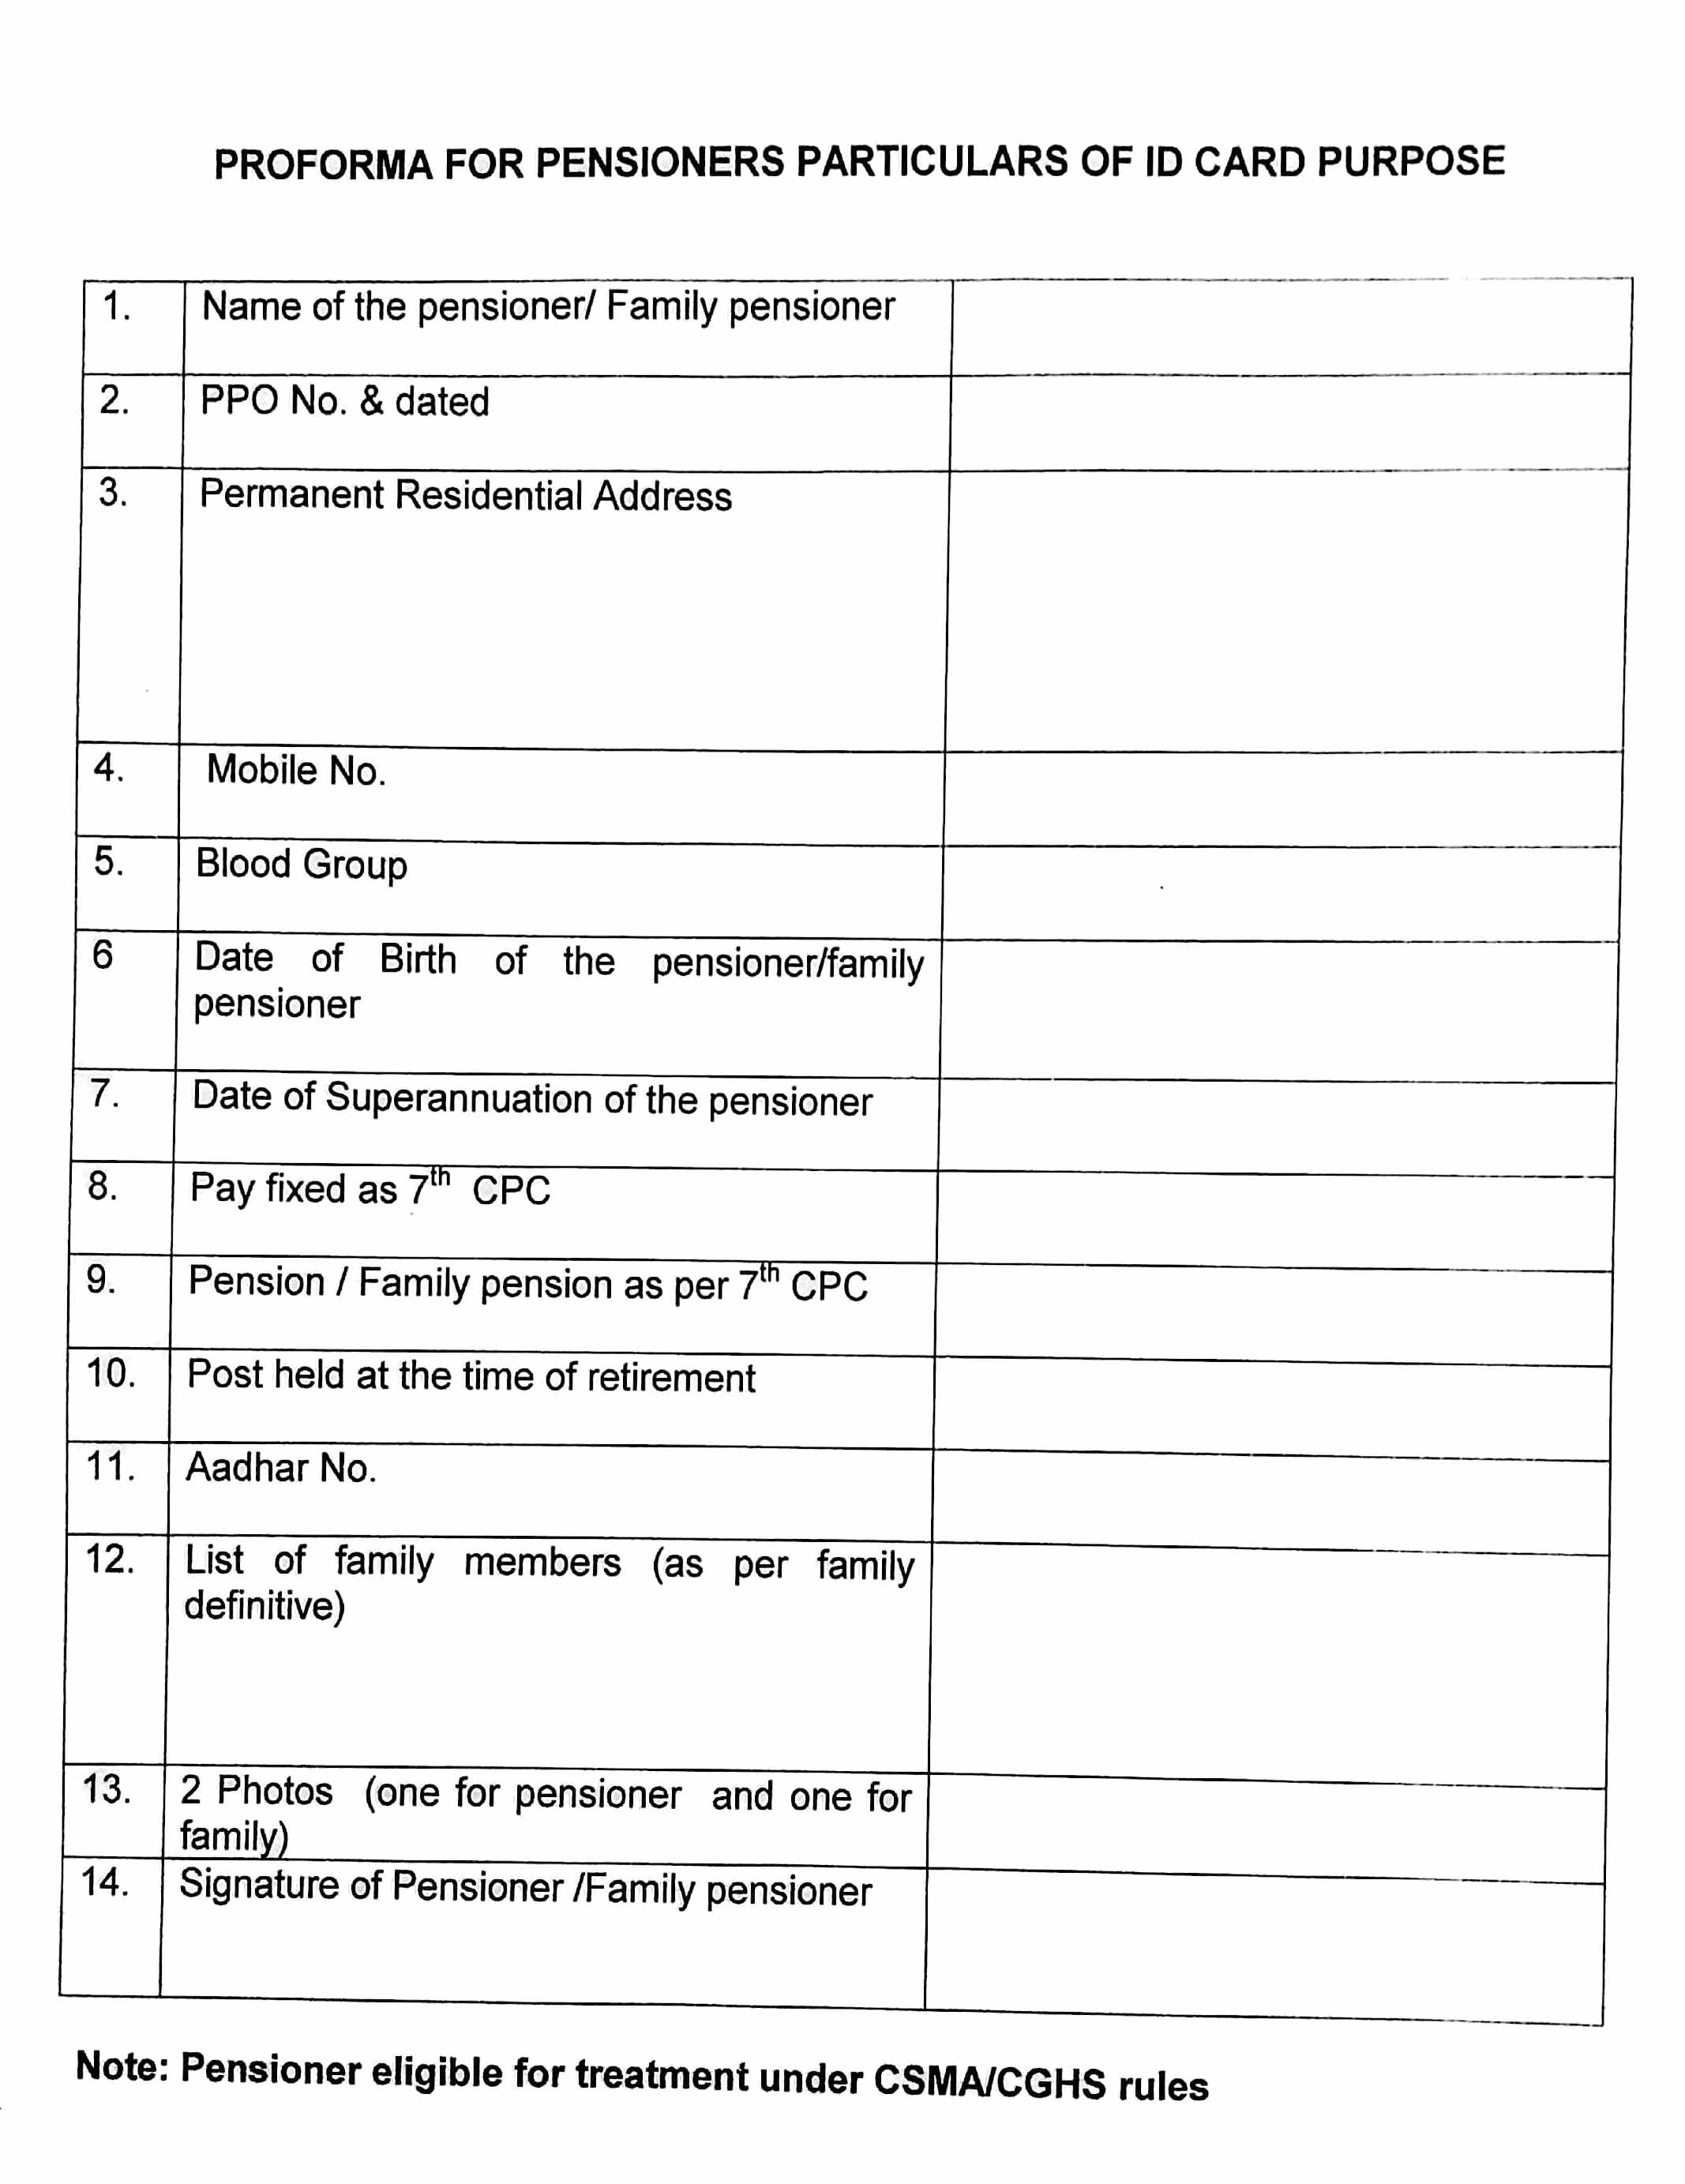 PROFORMA FOR PENSIONERS PARTICULARS OF ID CARD PURPOSE
1. Name of the pensioner/ Family pensioner
2. PPO No. & dated
3. Permanent Residential Address
4. Mobile No.
5. Blood Group
6 Date of Birth of the pensioner/family
pensioner
7. Date of Superannuation of the pensioner
8. Pay fixed as 7th CPC
9. Pension / Family pension as per 7th CPC
10. Post held at the time of retirement
11. Aadhar No.
12. List of family members (as per family
definitive)
13. 2 Photos (one for pensioner and one for
family)
14. Signature of Pensioner /Family pensioner
Note: Pensioner eligible for treatment under CSMA/CGHS rules